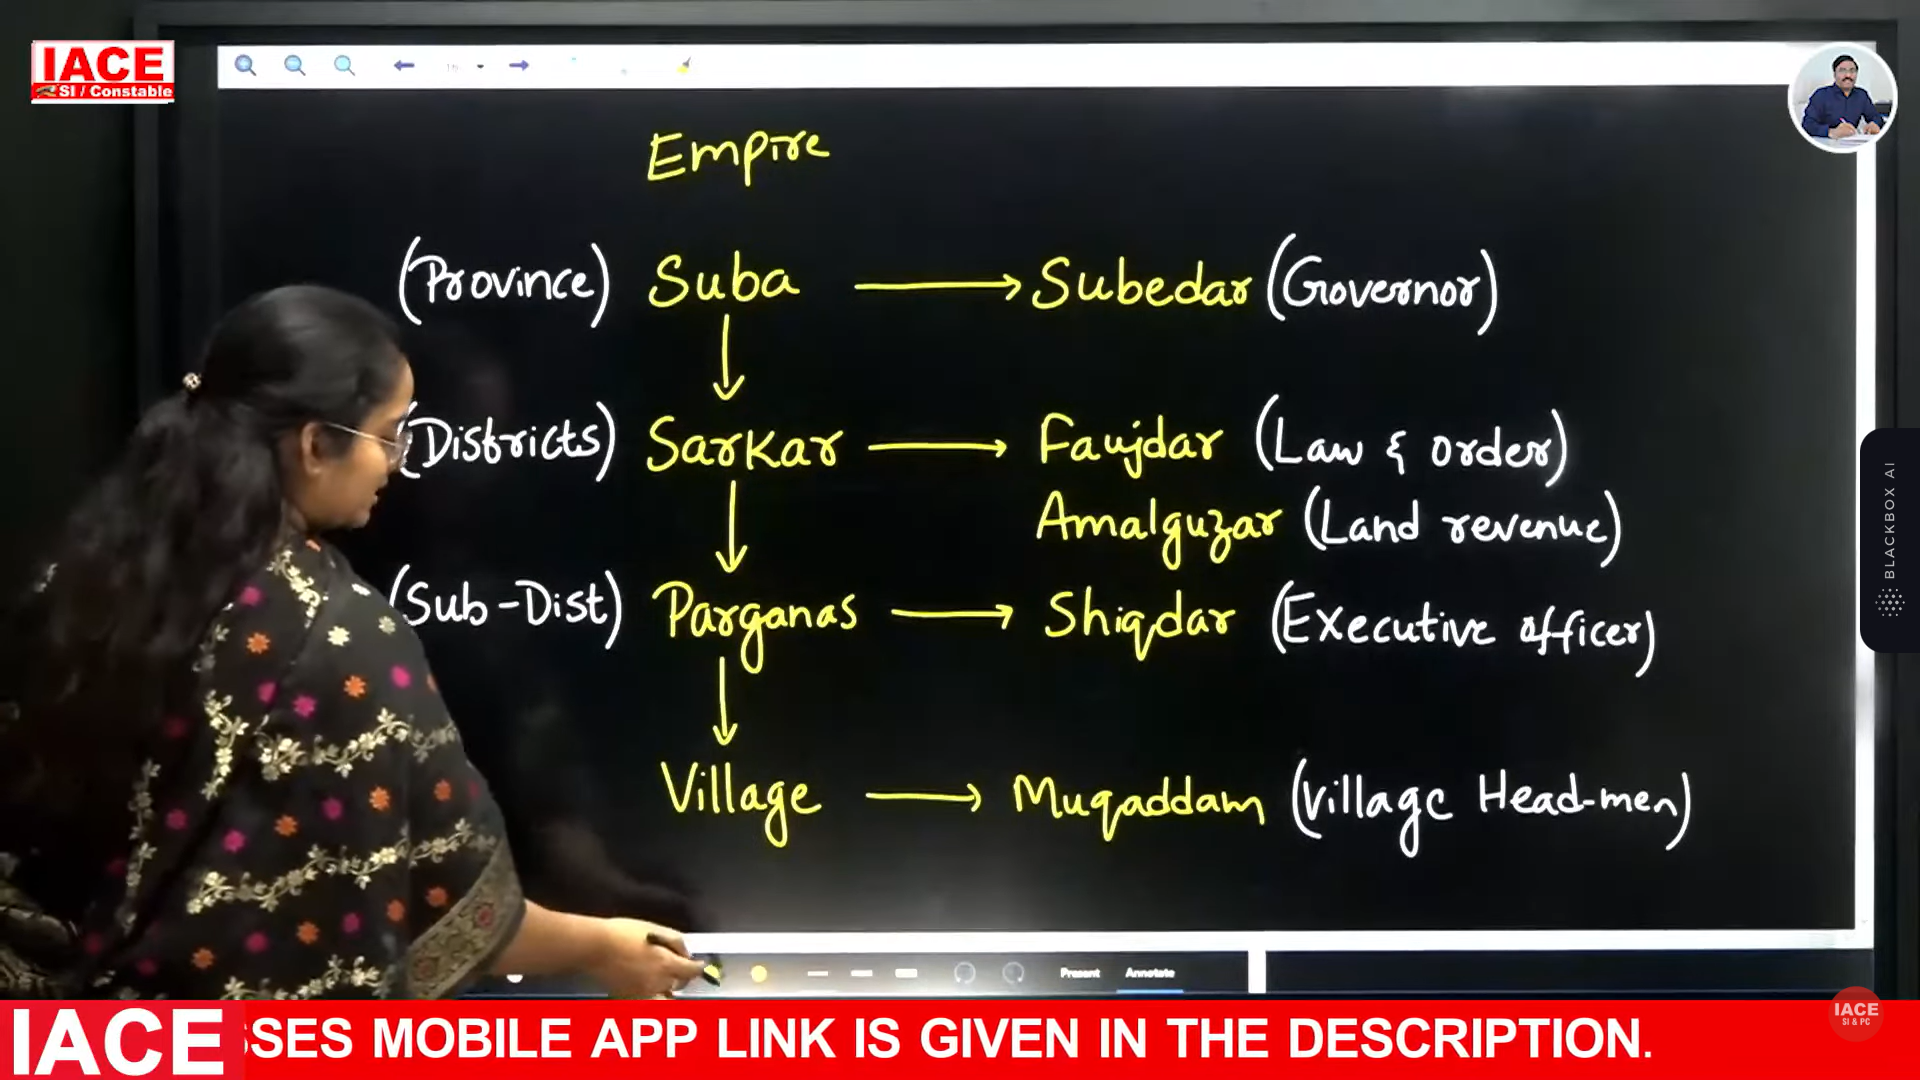 IACE
SI / Constable
Empire
(Province) Suba → Subedar (Governor)
(Districts) Sarkar → Faujdar (Law & order)
Amalguzar (Land revenue)
(Sub-Dist) Parganas → Shiqdar (Executive officer)
Village → Muqaddam (Village Head-men)
BLACKBOX AI
Present Annotate
IACE
SI & PC
IACE SSES MOBILE APP LINK IS GIVEN IN THE DESCRIPTION.